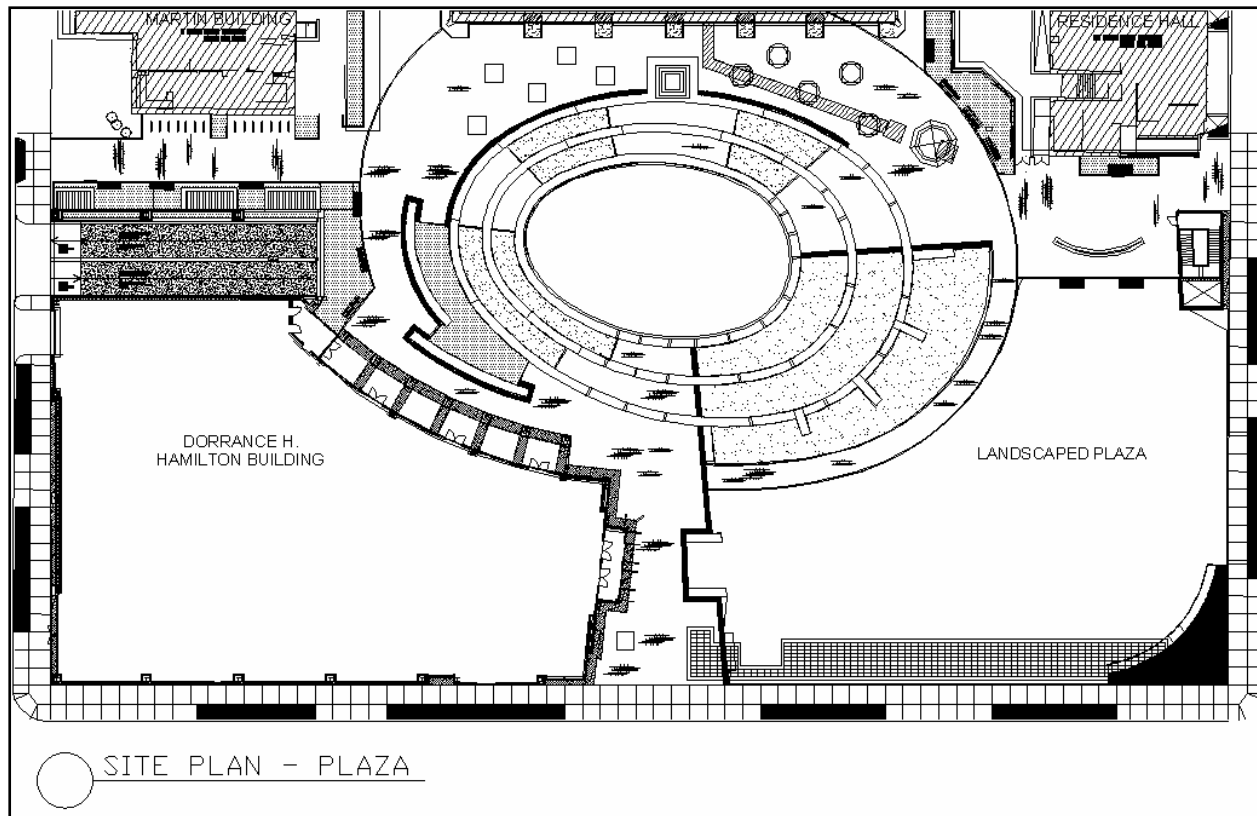 MARTIN BUILDING
RESIDENCE HALL
DORRANCE H.
HAMILTON BUILDING
LANDSCAPED PLAZA
SITE PLAN - PLAZA